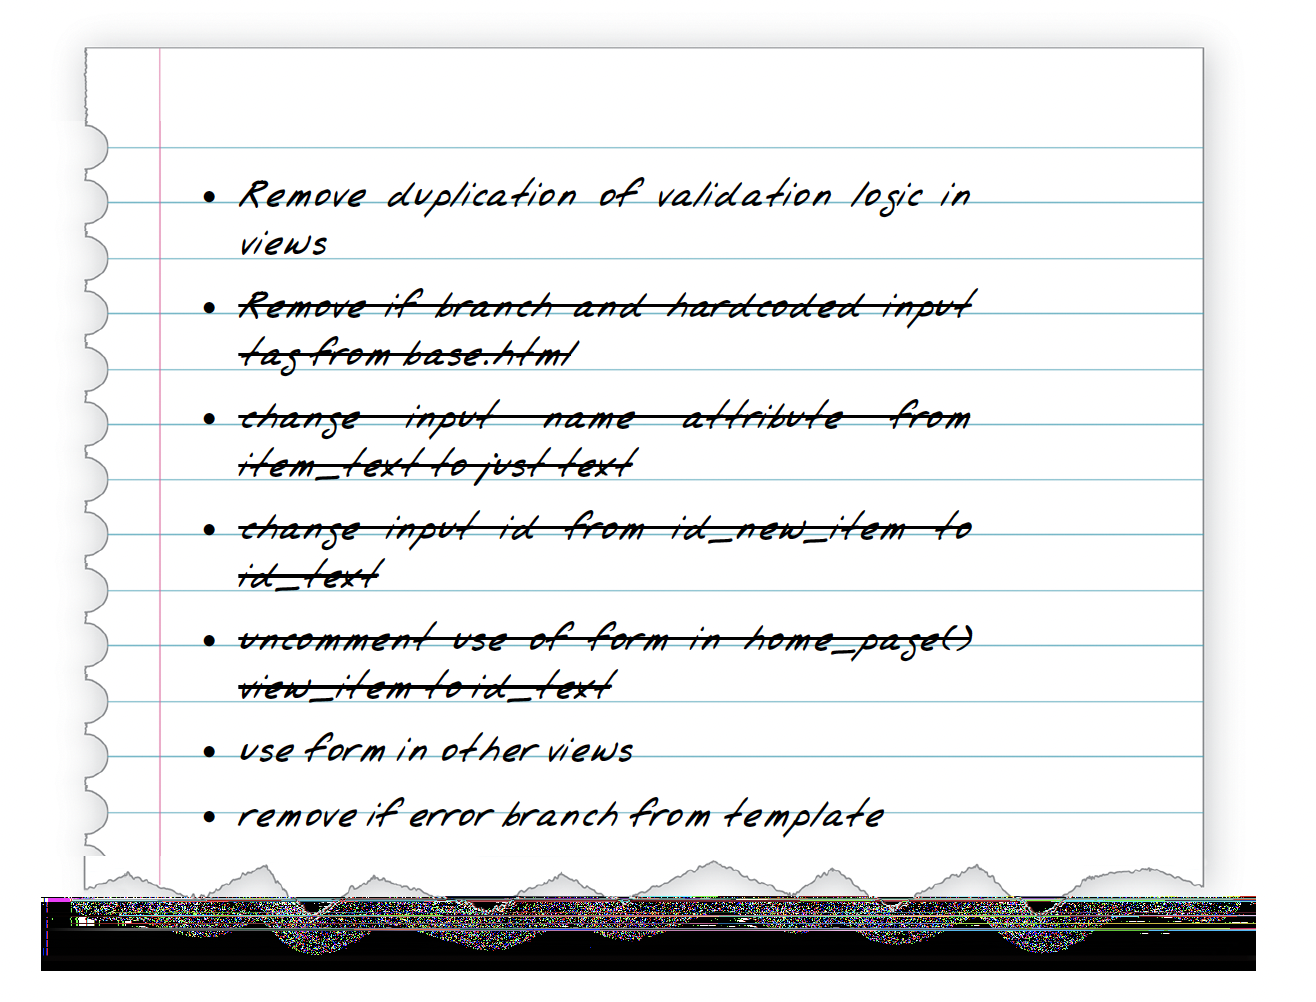 • Remove duplication of validation logic in
views
• Remove if branch and hardcoded input
tag from base.html
• change input name attribute from
item_text to just text
• change input id from id_new_item to
id_text
• uncomment use of form in home_page()
view_item to id_text
• use form in other views
• remove if error branch from template